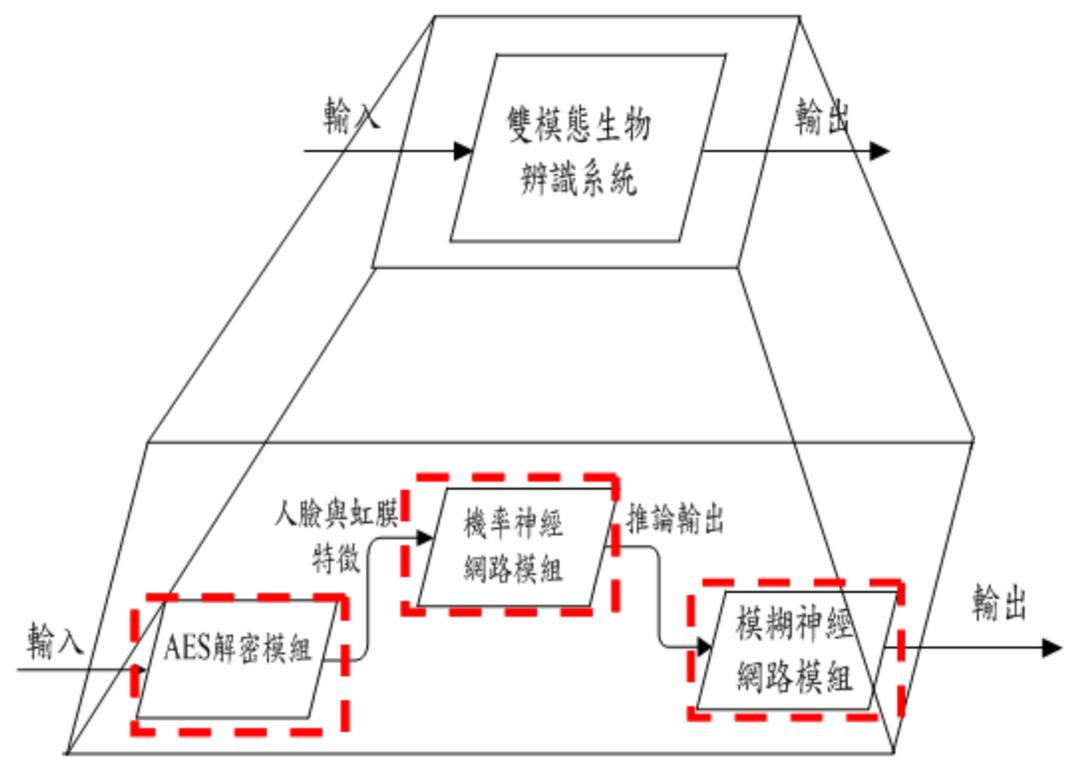 輸入
雙模態生物
辨識系統
輸出
輸入
AES解密模組
人臉與虹膜
特徵
機率神經
網路模組
推論輸出
模糊神經
網路模組
輸出